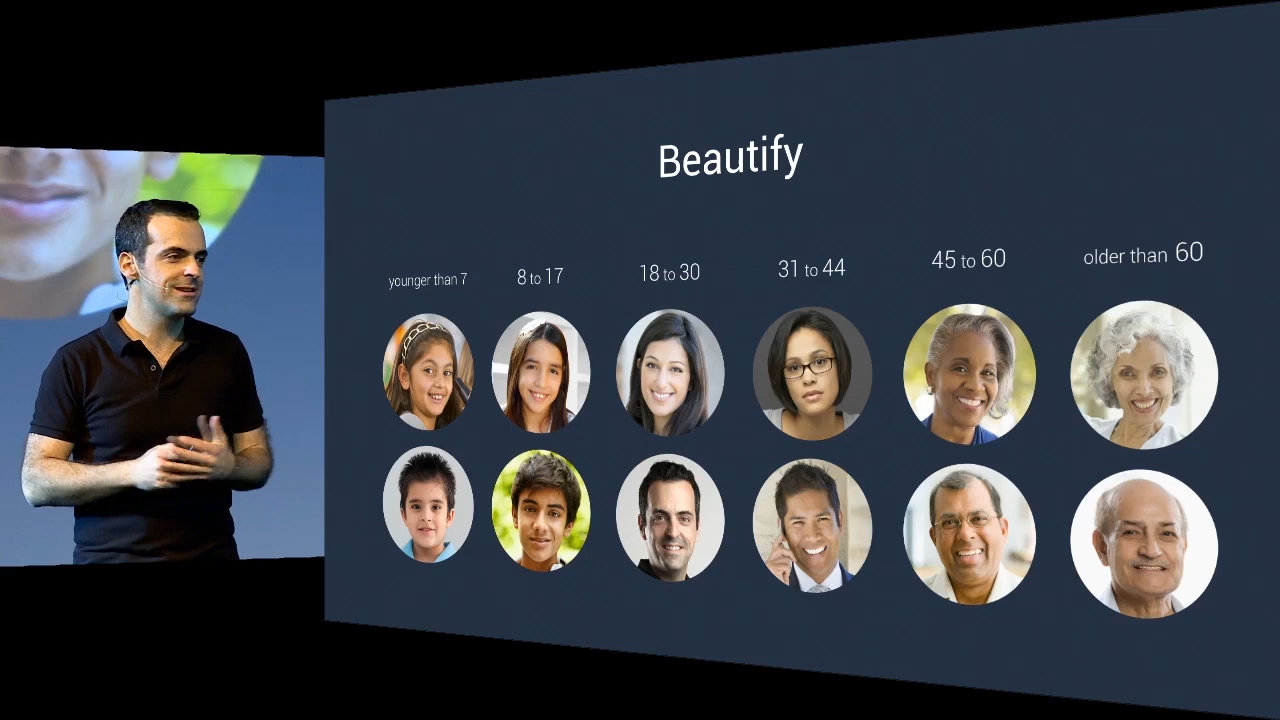 Beautify
younger than 7
8 to 17
18 to 30
31 to 44
45 to 60
older than 60